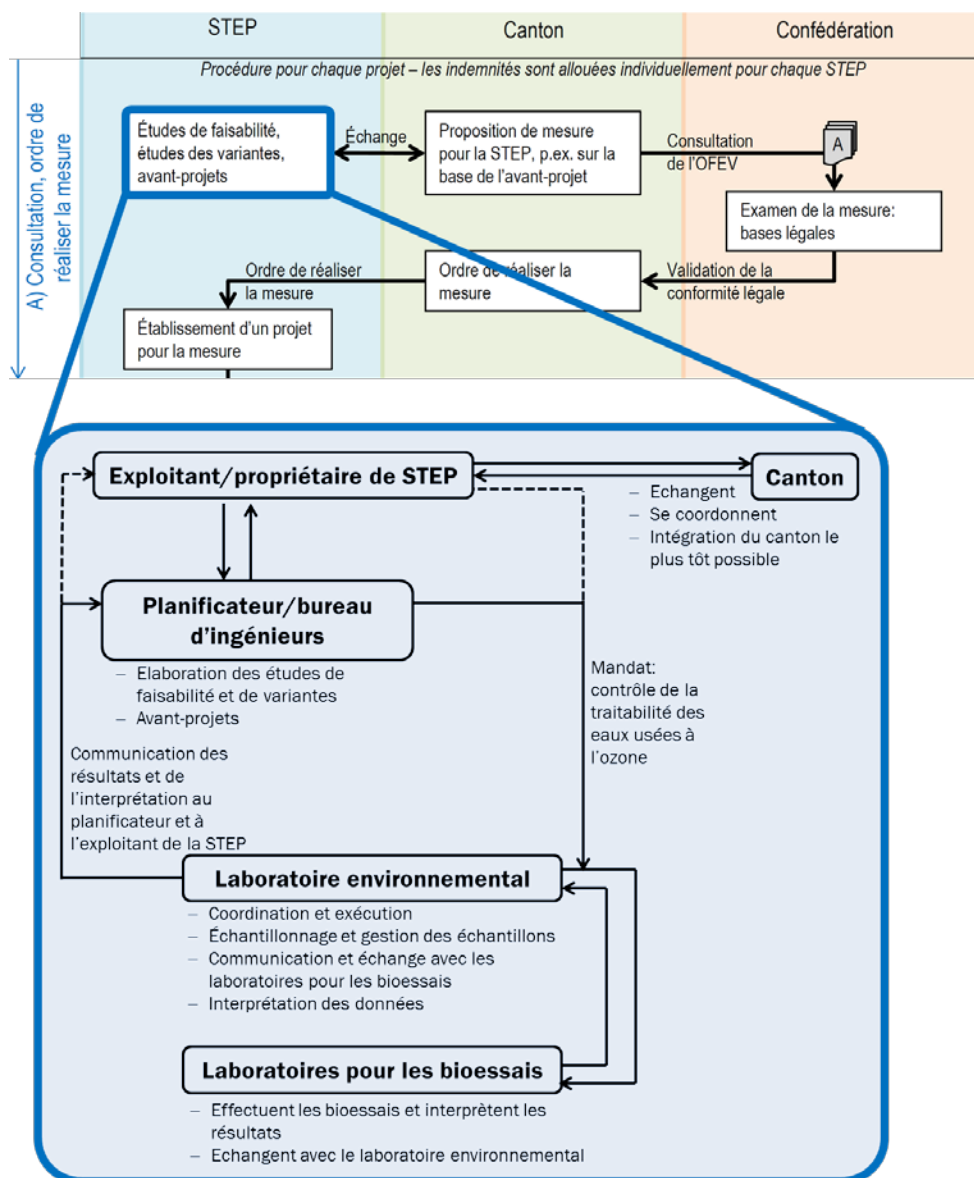 STEP
Canton
Confédération
Procédure pour chaque projet – les indemnités sont allouées individuellement pour chaque STEP
A) Consultation, ordre de
réaliser la mesure
Études de faisabilité,
études des variantes,
avant-projets
Échange
Proposition de mesure
pour la STEP, p.ex. sur la
base de l'avant-projet
Consultation
de l'OFEV
A
Examen de la mesure:
bases légales
Validation de la
conformité légale
Ordre de réaliser la
mesure
Ordre de réaliser
la mesure
Établissement d'un projet
pour la mesure
Exploitant/propriétaire de STEP
Canton
– Echangent
– Se coordonnent
– Intégration du canton le
plus tôt possible
Planificateur/bureau
d'ingénieurs
– Elaboration des études de
faisabilité et de variantes
– Avant-projets
Mandat:
contrôle de la
traitabilité des
eaux usées à
l'ozone
Communication des
résultats et de
l'interprétation au
planificateur et à
l'exploitant de la STEP
Laboratoire environnemental
– Coordination et exécution
– Échantillonnage et gestion des échantillons
– Communication et échange avec les
laboratoires pour les bioessais
– Interprétation des données
Laboratoires pour les bioessais
– Effectuent les bioessais et interprètent les
résultats
– Echangent avec le laboratoire environnemental